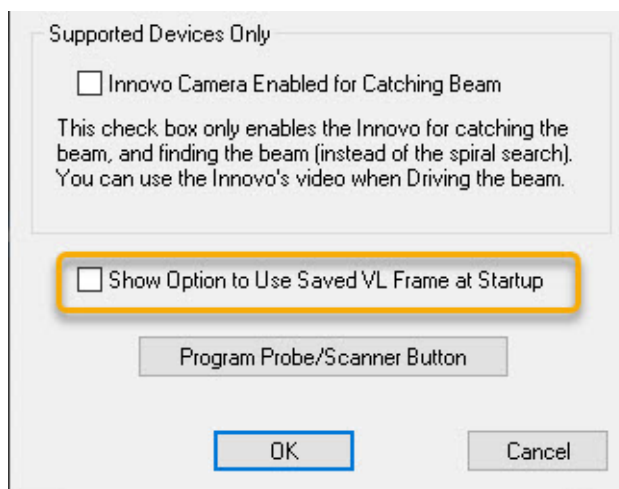 Supported Devices Only
Innovo Camera Enabled for Catching Beam
This check box only enables the Innovo for catching the
beam, and finding the beam (instead of the spiral search).
You can use the Innovo's video when Driving the beam.
Show Option to Use Saved VL Frame at Startup
Program Probe/Scanner Button
OK
Cancel